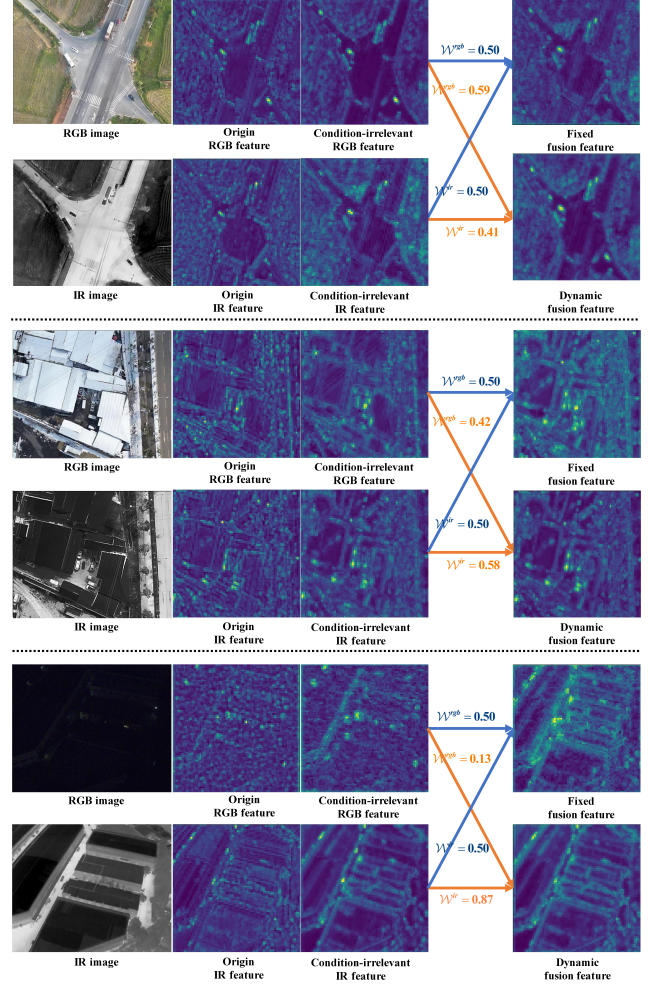 𝒲^rgb = 0.50
𝒲^rgb = 0.59
RGB image
Origin
RGB feature
Condition-irrelevant
RGB feature
Fixed
fusion feature
𝒲^ir = 0.50
𝒲^ir = 0.41
IR image
Origin
IR feature
Condition-irrelevant
IR feature
Dynamic
fusion feature
𝒲^rgb = 0.50
𝒲^rgb = 0.42
RGB image
Origin
RGB feature
Condition-irrelevant
RGB feature
Fixed
fusion feature
𝒲^ir = 0.50
𝒲^ir = 0.58
IR image
Origin
IR feature
Condition-irrelevant
IR feature
Dynamic
fusion feature
𝒲^rgb = 0.50
𝒲^rgb = 0.13
RGB image
Origin
RGB feature
Condition-irrelevant
RGB feature
Fixed
fusion feature
𝒲^ir = 0.50
𝒲^ir = 0.87
IR image
Origin
IR feature
Condition-irrelevant
IR feature
Dynamic
fusion feature